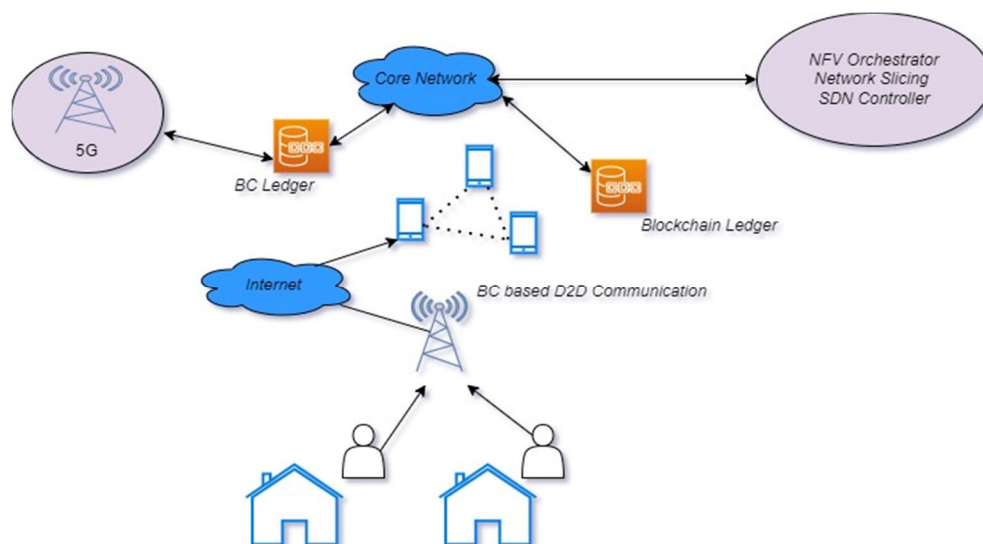 NFV Orchestrator
Network Slicing
SDN Controller
Core Network
5G
BC Ledger
Blockchain Ledger
Internet
BC based D2D Communication